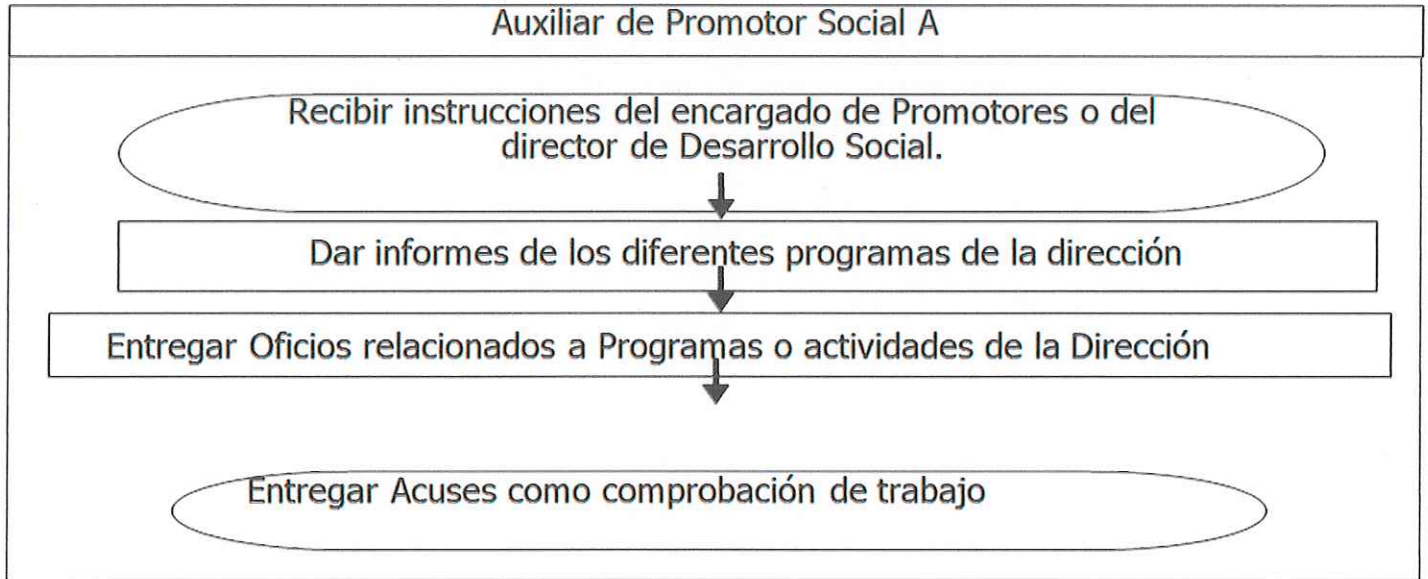 Auxiliar de Promotor Social A
Recibir instrucciones del encargado de Promotores o del
director de Desarrollo Social.
Dar informes de los diferentes programas de la dirección
Entregar Oficios relacionados a Programas o actividades de la Dirección
Entregar Acuses como comprobación de trabajo